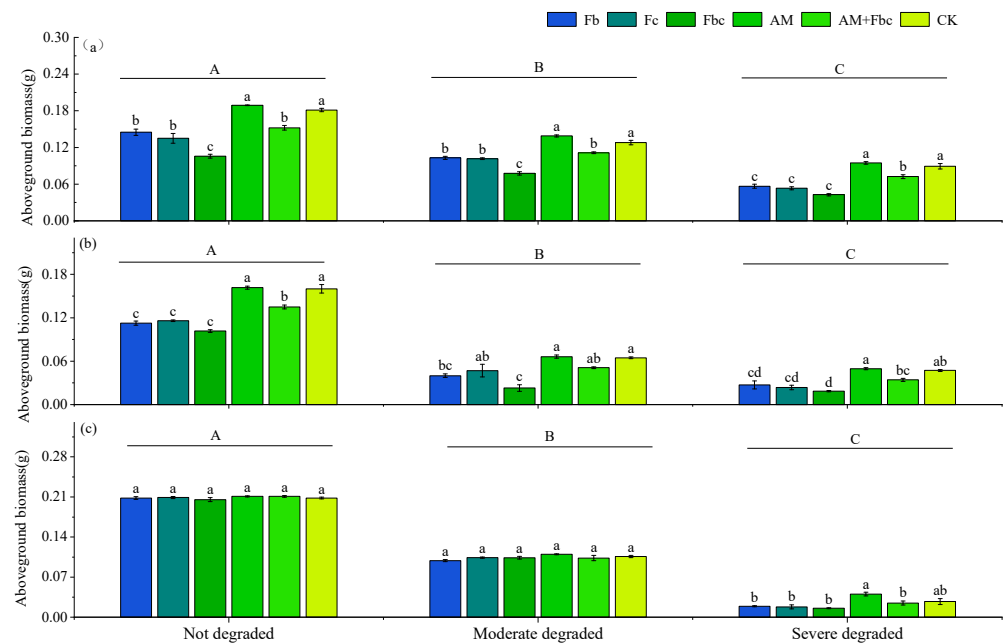 Fb Fc Fbc AM AM+Fbc CK
(a)
Aboveground biomass(g)
0.30
0.24
0.18
0.12
0.06
0.00
A B C
b b c a b a
b b c a b a
c c c a b a
(b)
Aboveground biomass(g)
0.18
0.12
0.06
0.00
A B C
c c c a b a
bc ab c a ab a
cd cd d a bc ab
(c)
Aboveground biomass(g)
0.28
0.21
0.14
0.07
0.00
A B C
a a a a a a
a a a a a a
b b b a b ab
Not degraded Moderate degraded Severe degraded